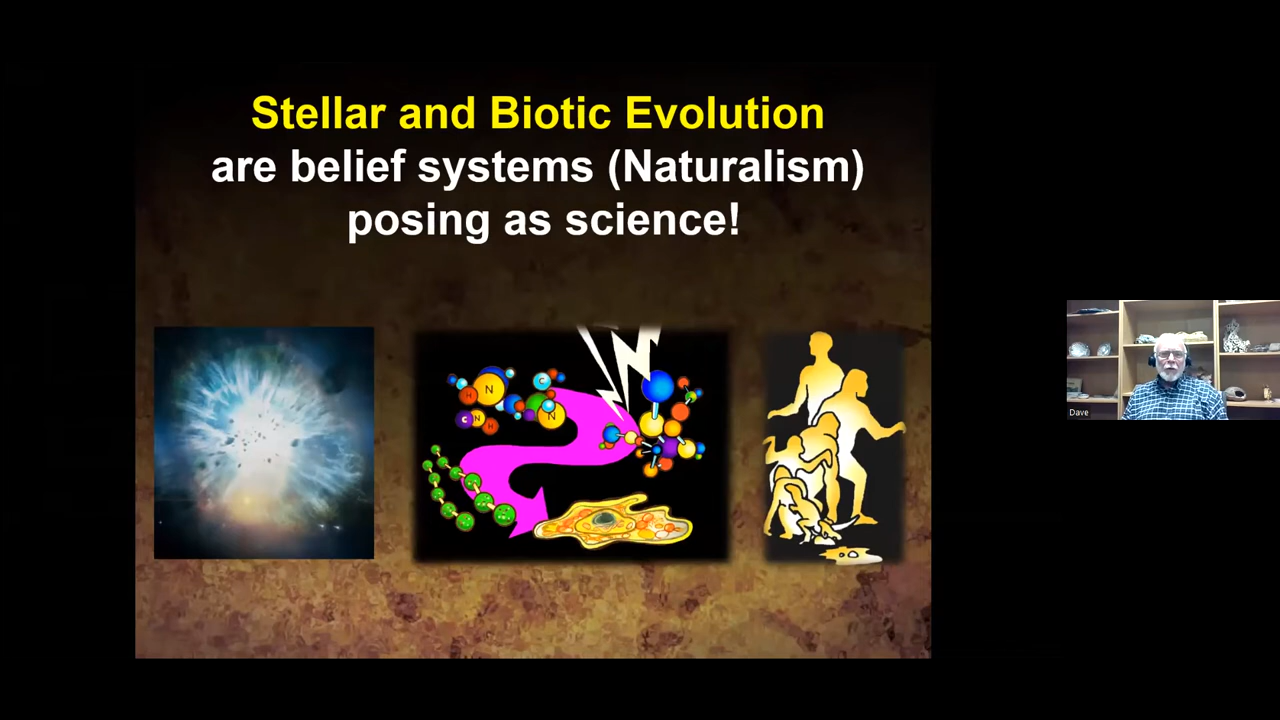 Stellar and Biotic Evolution
are belief systems (Naturalism)
posing as science!
N
H
C
C
N
H
N
Dave